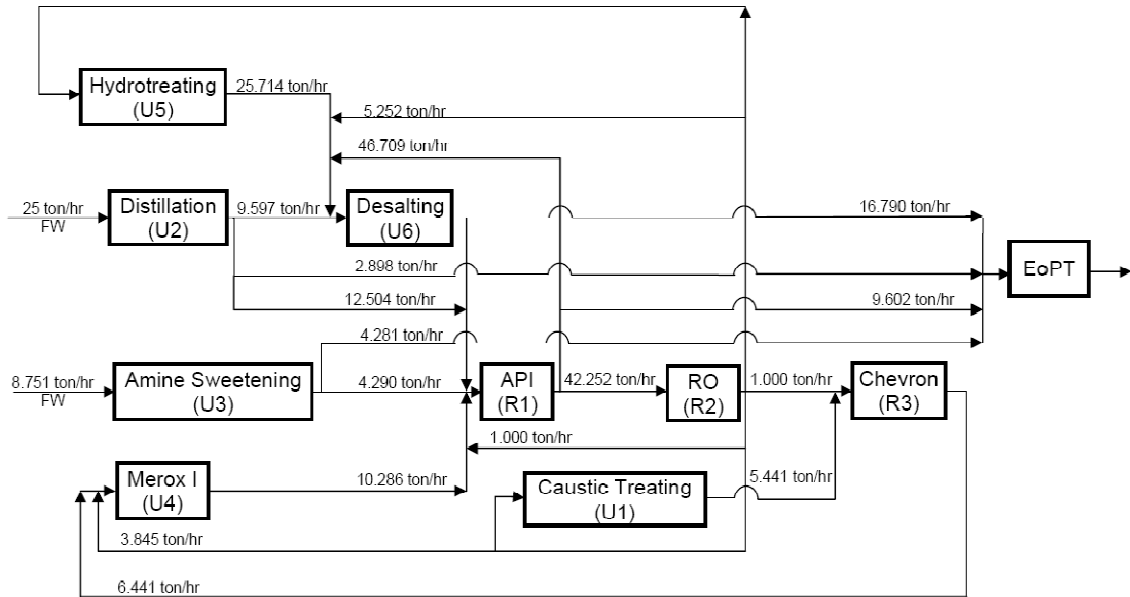 Hydrotreating
(U5)
25.714 ton/hr
5.252 ton/hr
46.709 ton/hr
25 ton/hr
FW
Distillation
(U2)
9.597 ton/hr
Desalting
(U6)
16.790 ton/hr
2.898 ton/hr
EoPT
12.504 ton/hr
9.602 ton/hr
4.281 ton/hr
8.751 ton/hr
FW
Amine Sweetening
(U3)
4.290 ton/hr
API
(R1)
42.252 ton/hr
RO
(R2)
1.000 ton/hr
Chevron
(R3)
1.000 ton/hr
Merox I
(U4)
10.286 ton/hr
Caustic Treating
(U1)
5.441 ton/hr
3.845 ton/hr
6.441 ton/hr